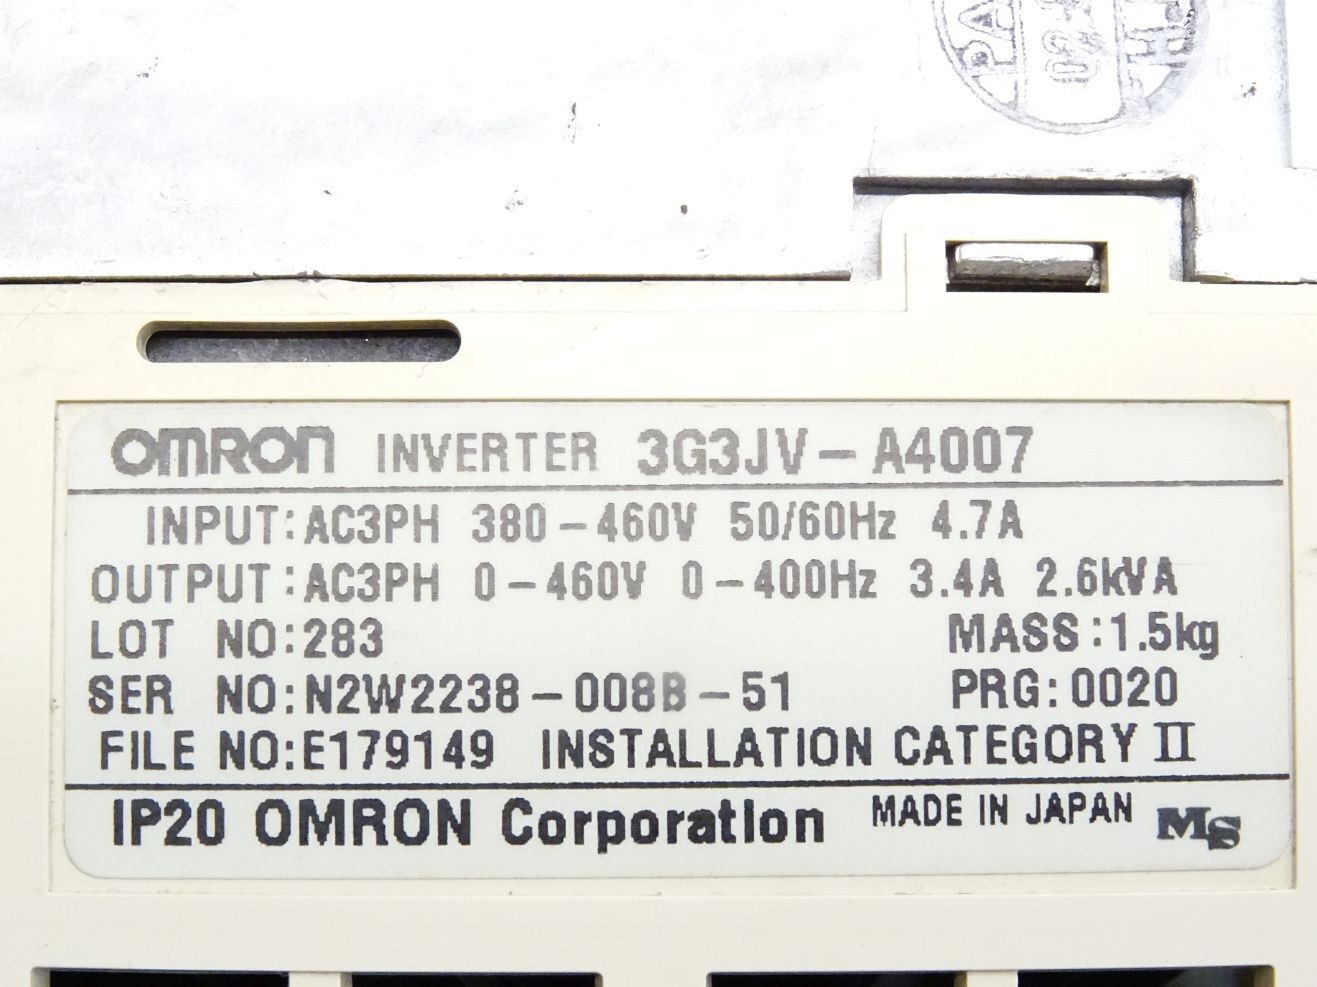 PA
H
OMRON INVERTER 3G3JV-A4007
INPUT:AC3PH 380-460V 50/60Hz 4.7A
OUTPUT:AC3PH 0-460V 0-400Hz 3.4A 2.6kVA
LOT NO:283 MASS:1.5kg
SER NO:N2W2238-008B-51 PRG:0020
FILE NO:E179149 INSTALLATION CATEGORY II
IP20 OMRON Corporation MADE IN JAPAN MS